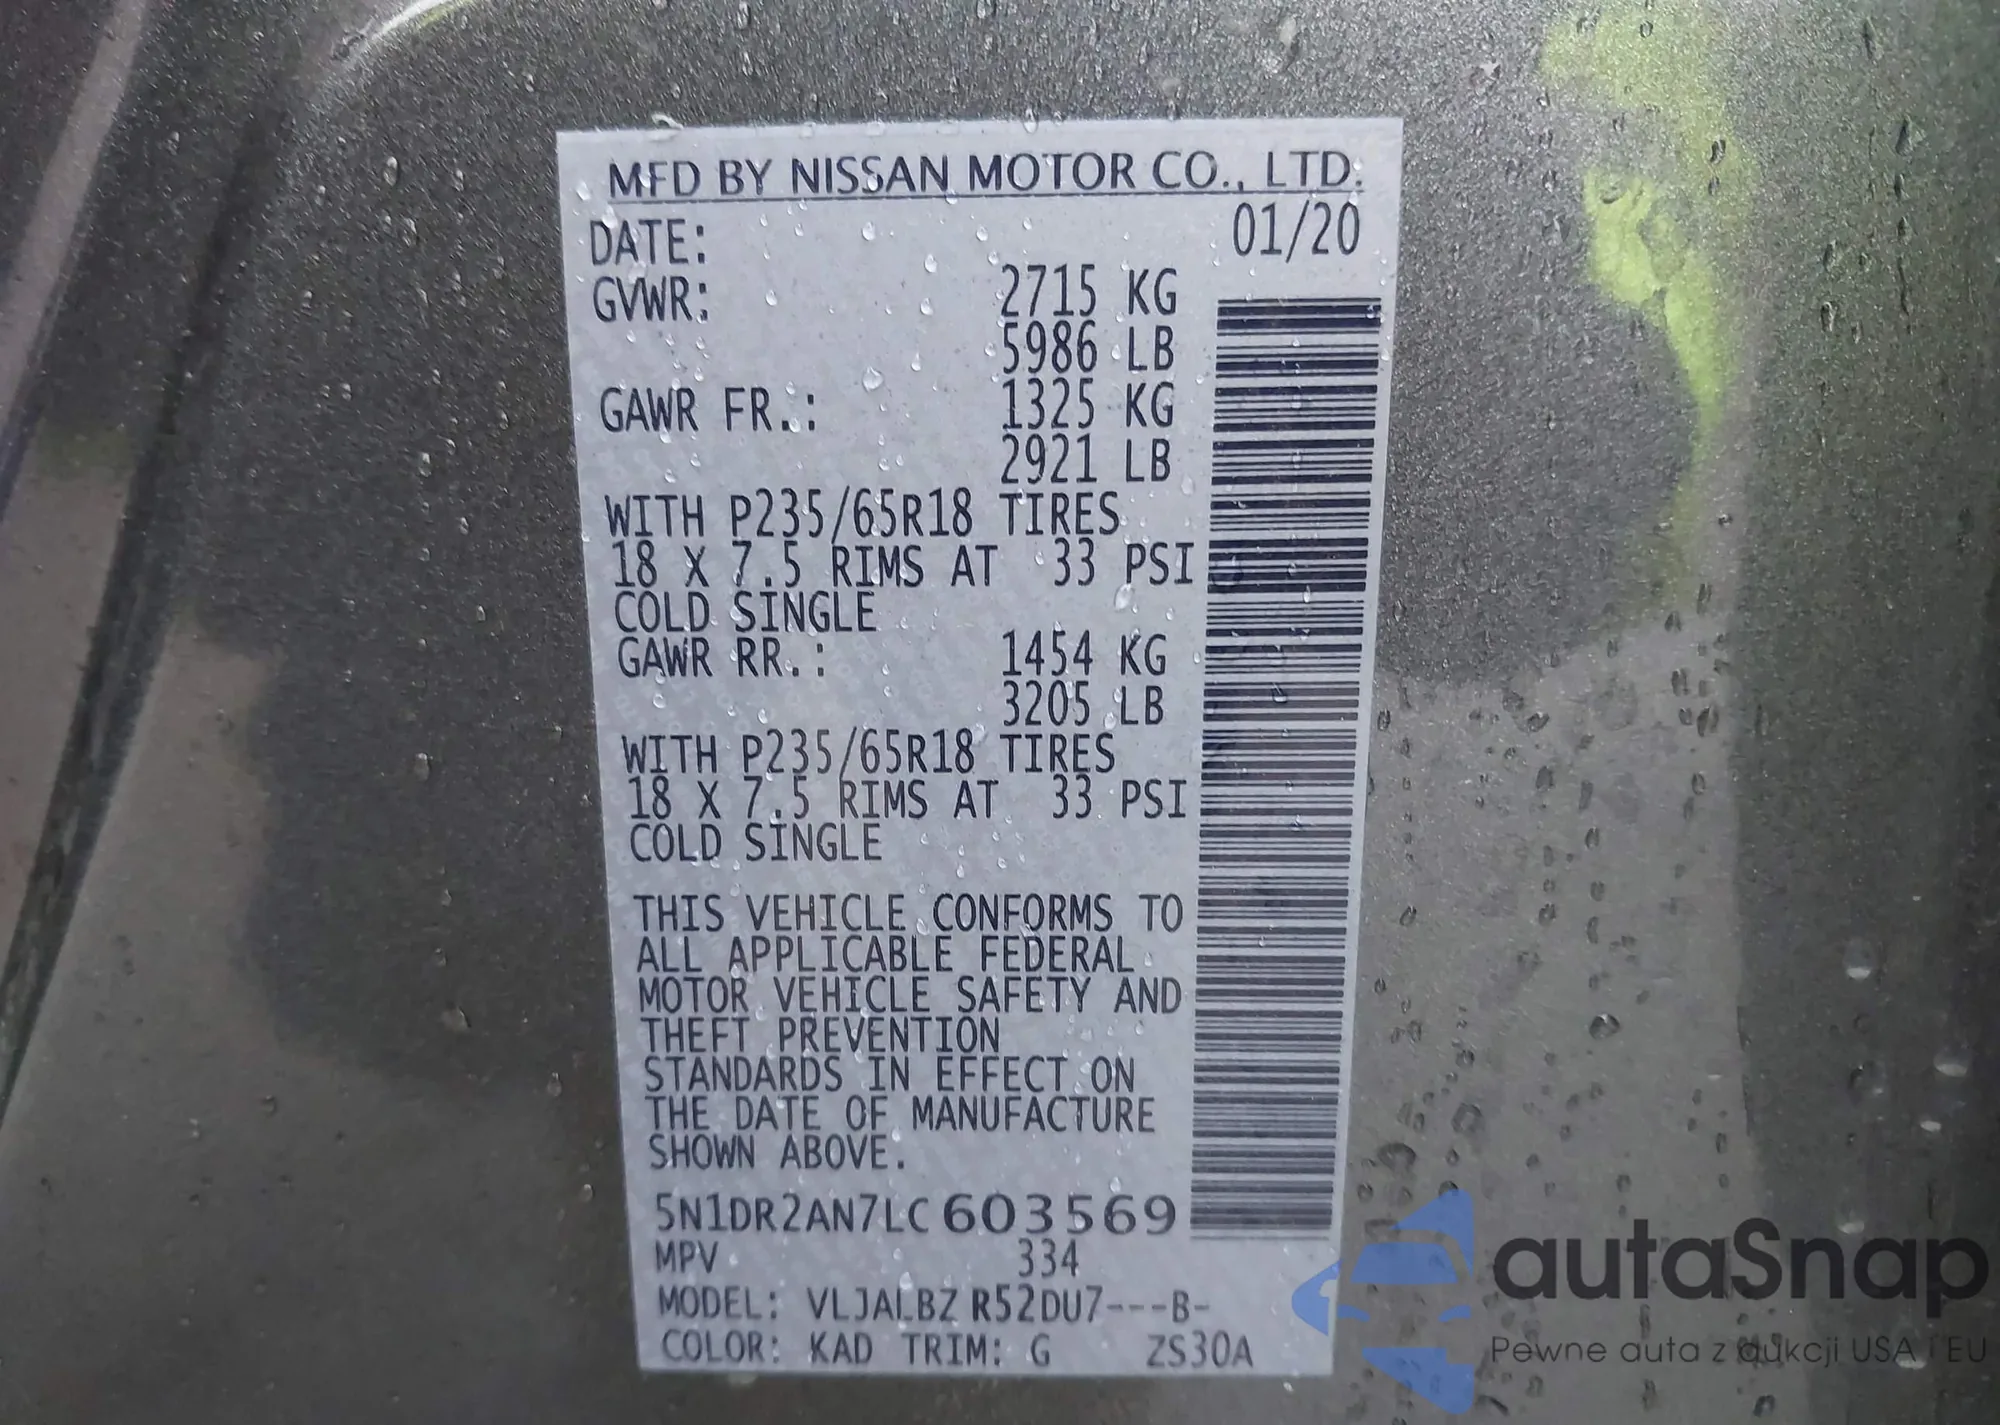 MFD BY NISSAN MOTOR CO., LTD.
DATE: 01/20
GVWR: 2715 KG
5986 LB
GAWR FR.: 1325 KG
2921 LB
WITH P235/65R18 TIRES
18 X 7.5 RIMS AT 33 PSI
COLD SINGLE
GAWR RR.: 1454 KG
3205 LB
WITH P235/65R18 TIRES
18 X 7.5 RIMS AT 33 PSI
COLD SINGLE
THIS VEHICLE CONFORMS TO
ALL APPLICABLE FEDERAL
MOTOR VEHICLE SAFETY AND
THEFT PREVENTION
STANDARDS IN EFFECT ON
THE DATE OF MANUFACTURE
SHOWN ABOVE.
5N1DR2AN7LC603569
MPV 334
MODEL: VLJALBZ R52DU7---B-
COLOR: KAD TRIM: G ZS30A
autaSnap
Pewne auta z aukcji USA i EU